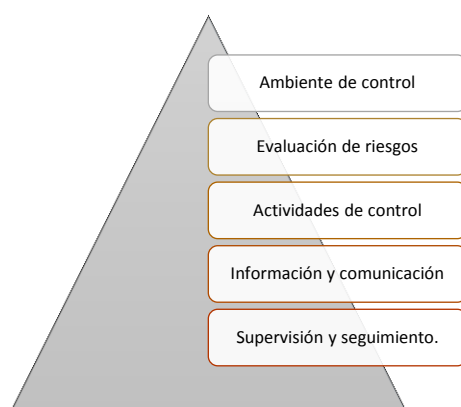 Ambiente de control
Evaluación de riesgos
Actividades de control
Información y comunicación
Supervisión y seguimiento.